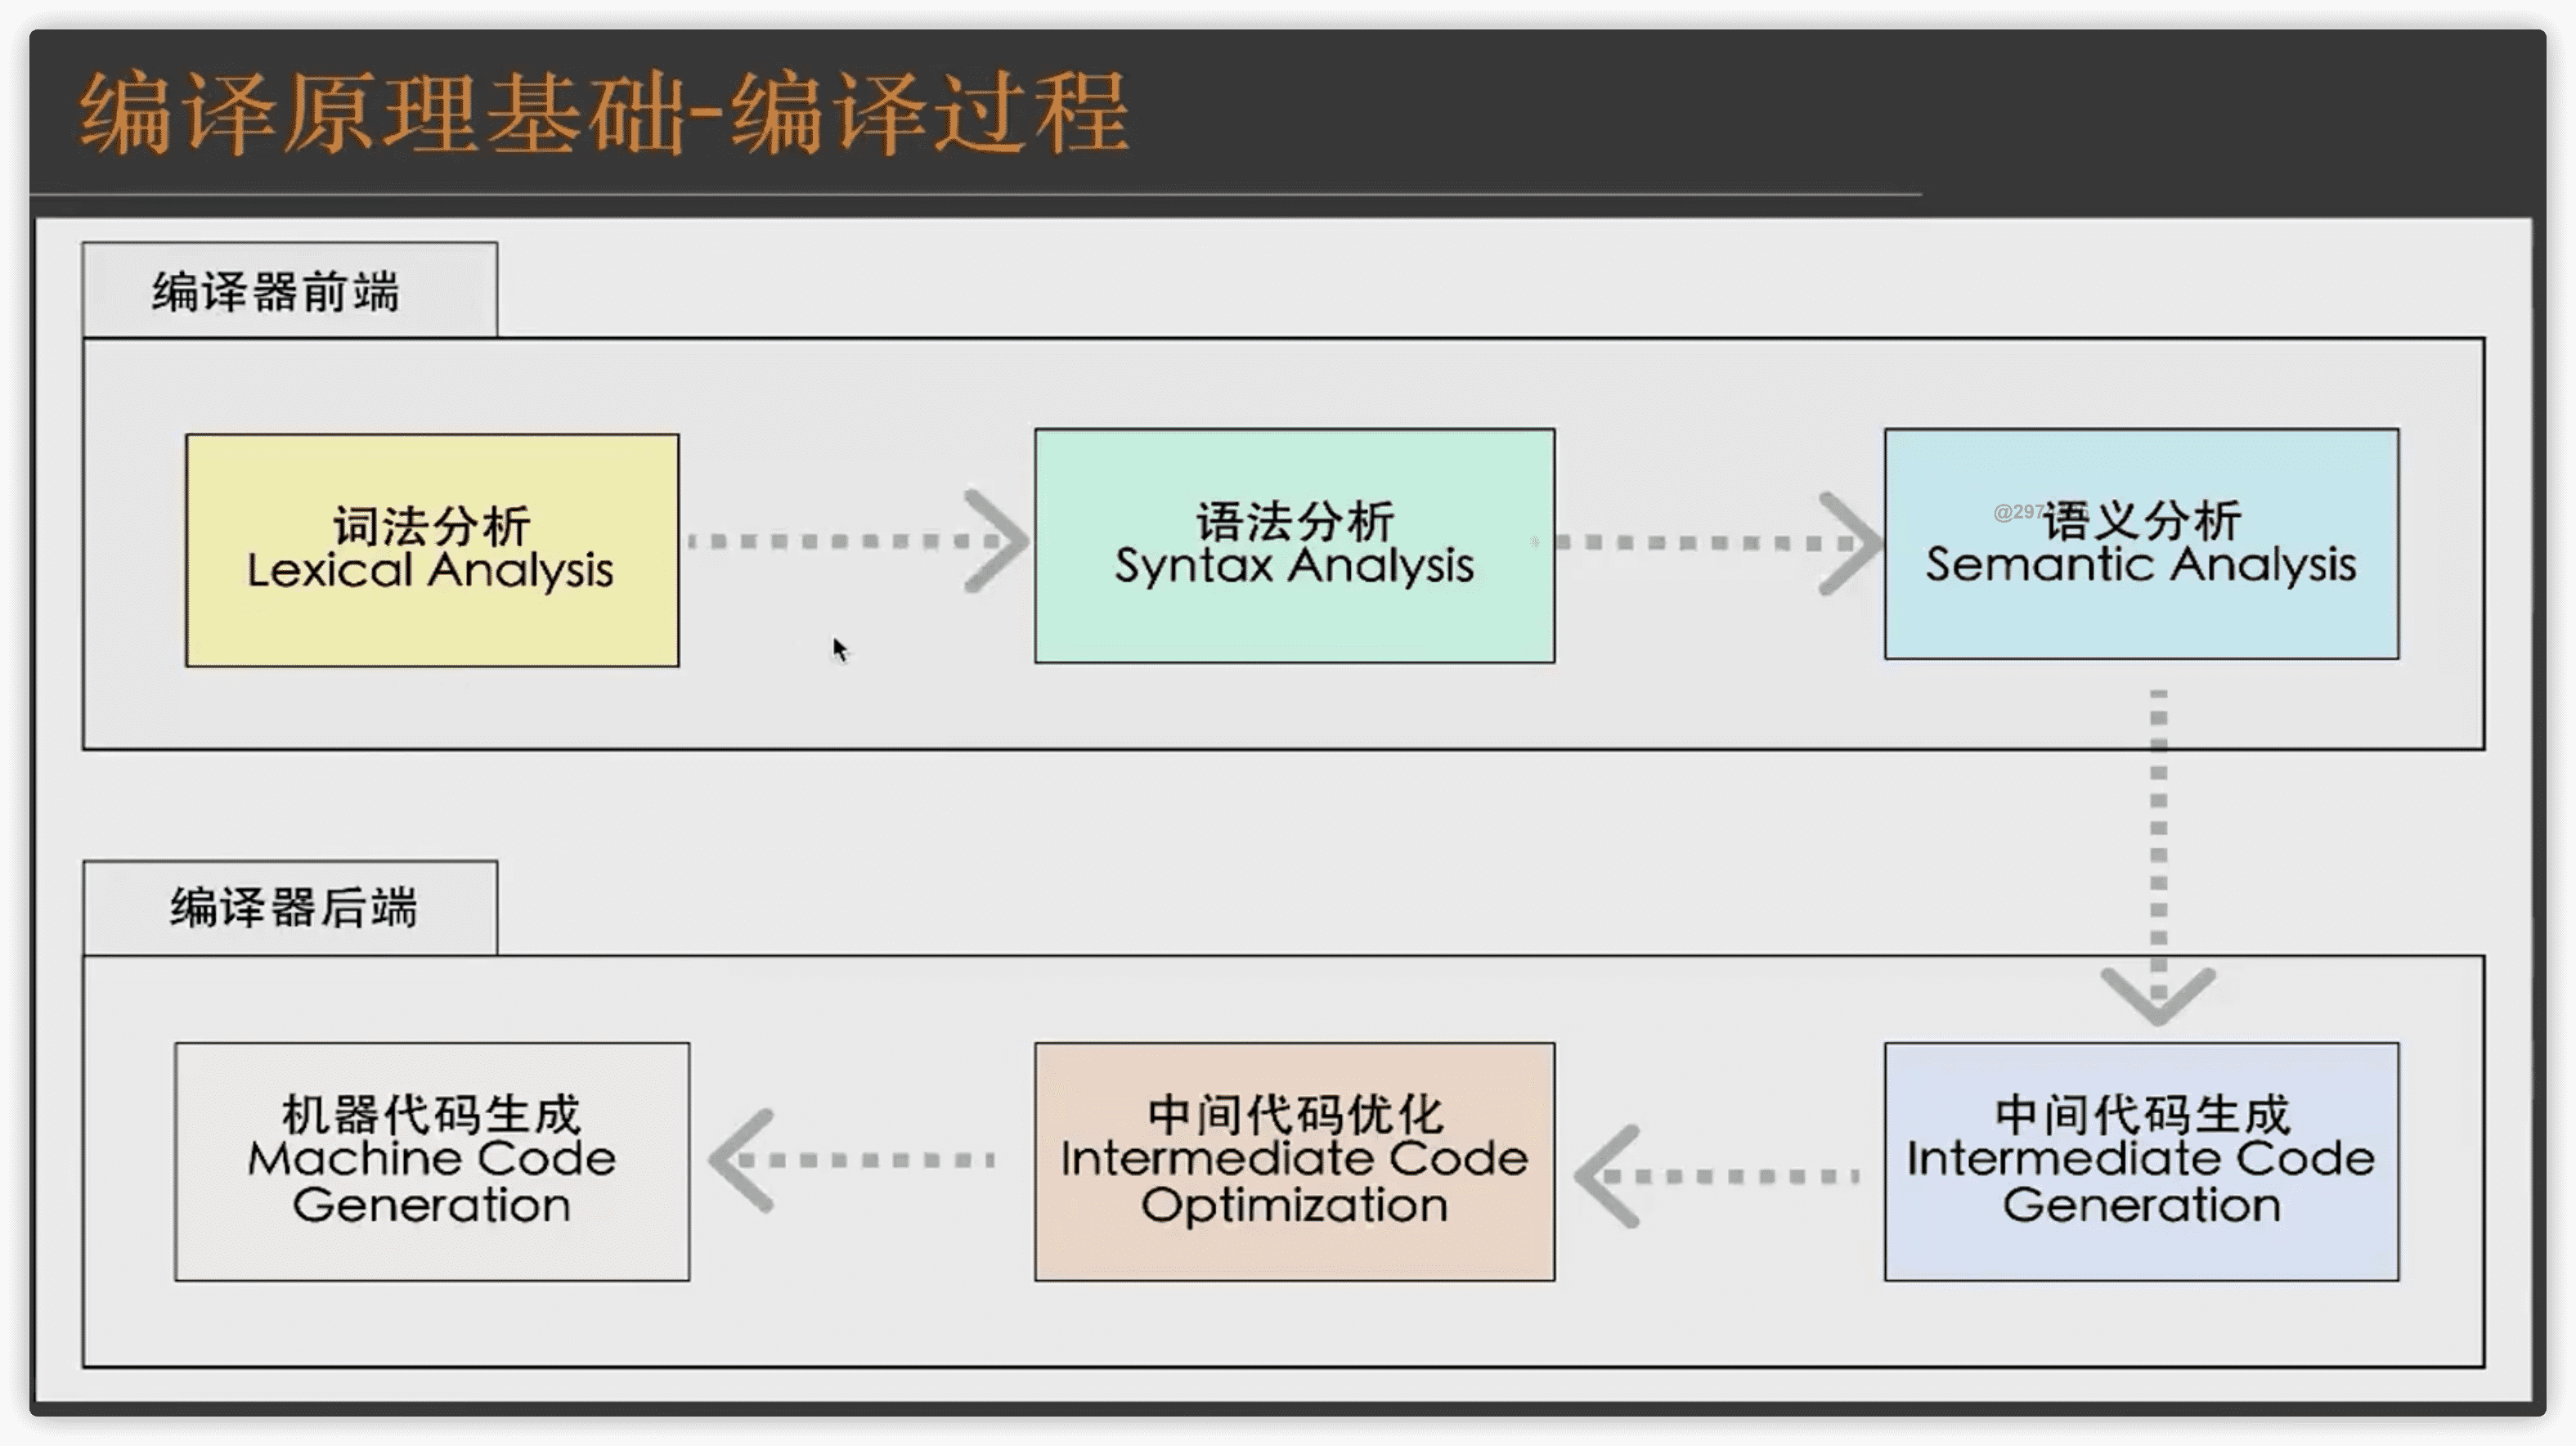 编译原理基础-编译过程
编译器前端
词法分析
Lexical Analysis
语法分析
Syntax Analysis
语义分析
Semantic Analysis
编译器后端
机器代码生成
Machine Code
Generation
中间代码优化
Intermediate Code
Optimization
中间代码生成
Intermediate Code
Generation